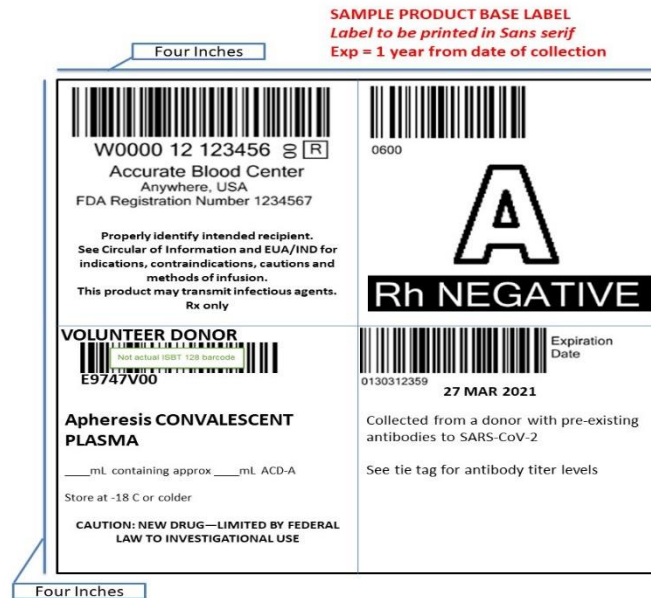 SAMPLE PRODUCT BASE LABEL
Label to be printed in Sans serif
Exp = 1 year from date of collection
Four Inches
W0000 12 123456 00 R
Accurate Blood Center
Anywhere, USA
FDA Registration Number 1234567
Properly identify intended recipient.
See Circular of Information and EUA/IND for
indications, contraindications, cautions and
methods of infusion.
This product may transmit infectious agents.
Rx only
0600
A
Rh NEGATIVE
VOLUNTEER DONOR
Not actual ISBT 128 barcode
E9747V00
Apheresis CONVALESCENT
PLASMA
____mL containing approx ____mL ACD-A
Store at -18 C or colder
CAUTION: NEW DRUG—LIMITED BY FEDERAL
LAW TO INVESTIGATIONAL USE
Expiration
Date
0130312359
27 MAR 2021
Collected from a donor with pre-existing
antibodies to SARS-CoV-2
See tie tag for antibody titer levels
Four Inches